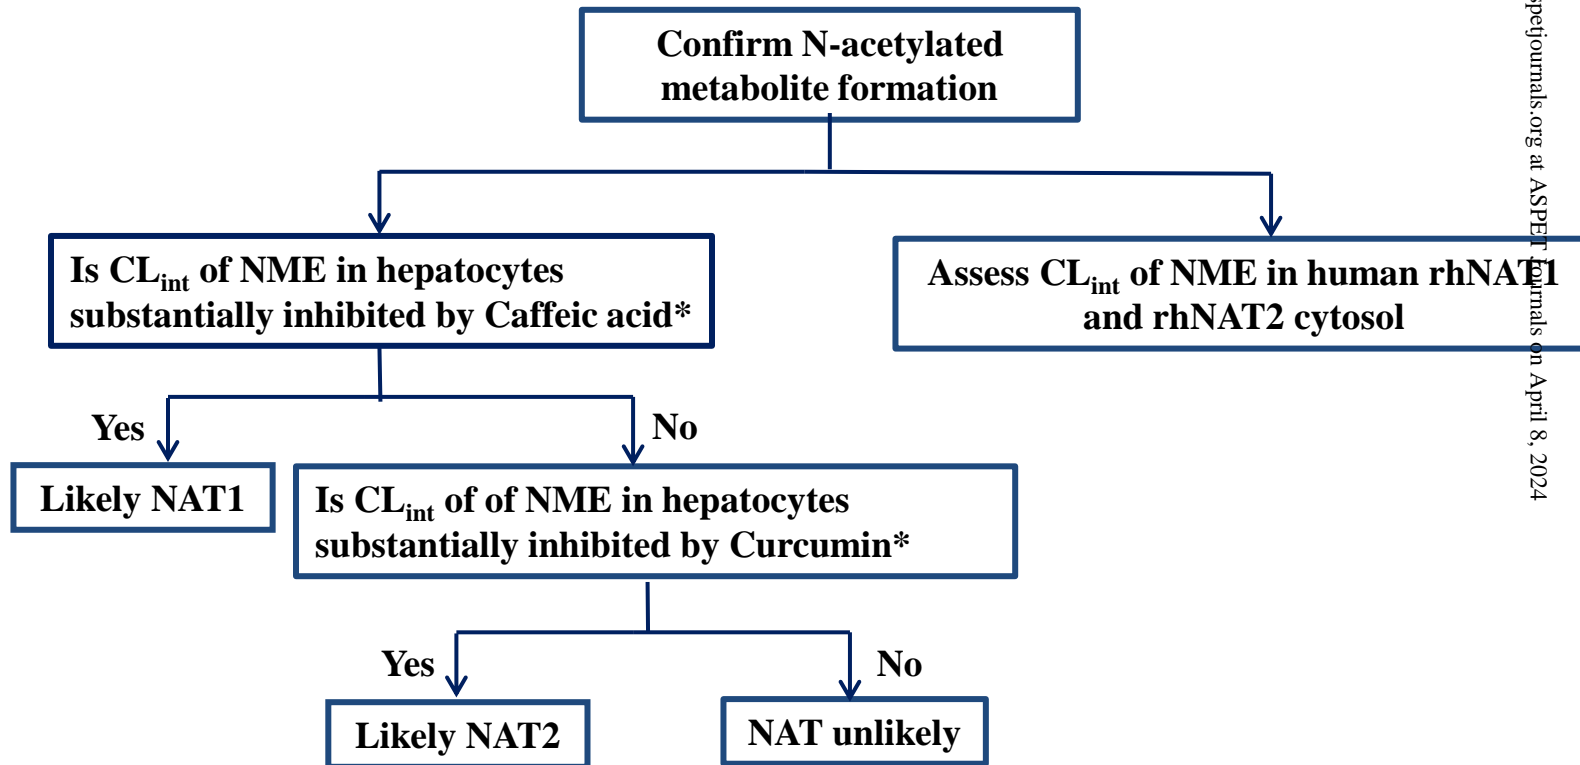 Confirm N-acetylated
metabolite formation
Is CLint of NME in hepatocytes
substantially inhibited by Caffeic acid*
Assess CLint of NME in human rhNAT1
and rhNAT2 cytosol
Yes
No
Likely NAT1
Is CLint of of NME in hepatocytes
substantially inhibited by Curcumin*
Yes
No
Likely NAT2
NAT unlikely
spetjournals.org at ASPET Journals on April 8, 2024